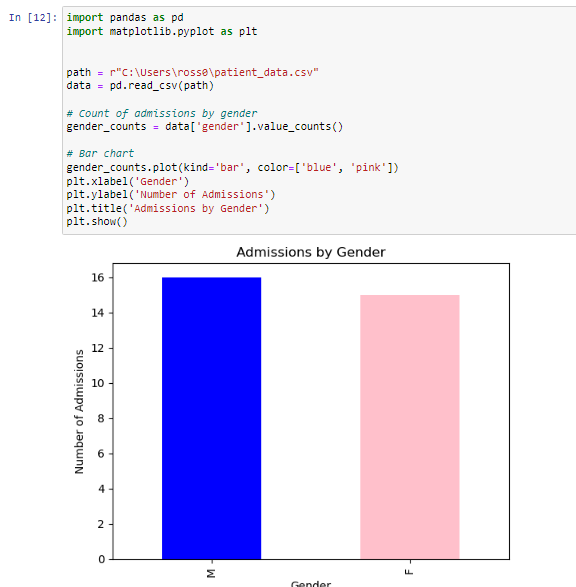 In [12]: import pandas as pd
import matplotlib.pyplot as plt
path = r"C:\Users\ross0\patient_data.csv"
data = pd.read_csv(path)
# Count of admissions by gender
gender_counts = data['gender'].value_counts()
# Bar chart
gender_counts.plot(kind='bar', color=['blue', 'pink'])
plt.xlabel('Gender')
plt.ylabel('Number of Admissions')
plt.title('Admissions by Gender')
plt.show()
Admissions by Gender
Number of Admissions
16
14
12
10
8
6
4
2
0
M
F
Gender